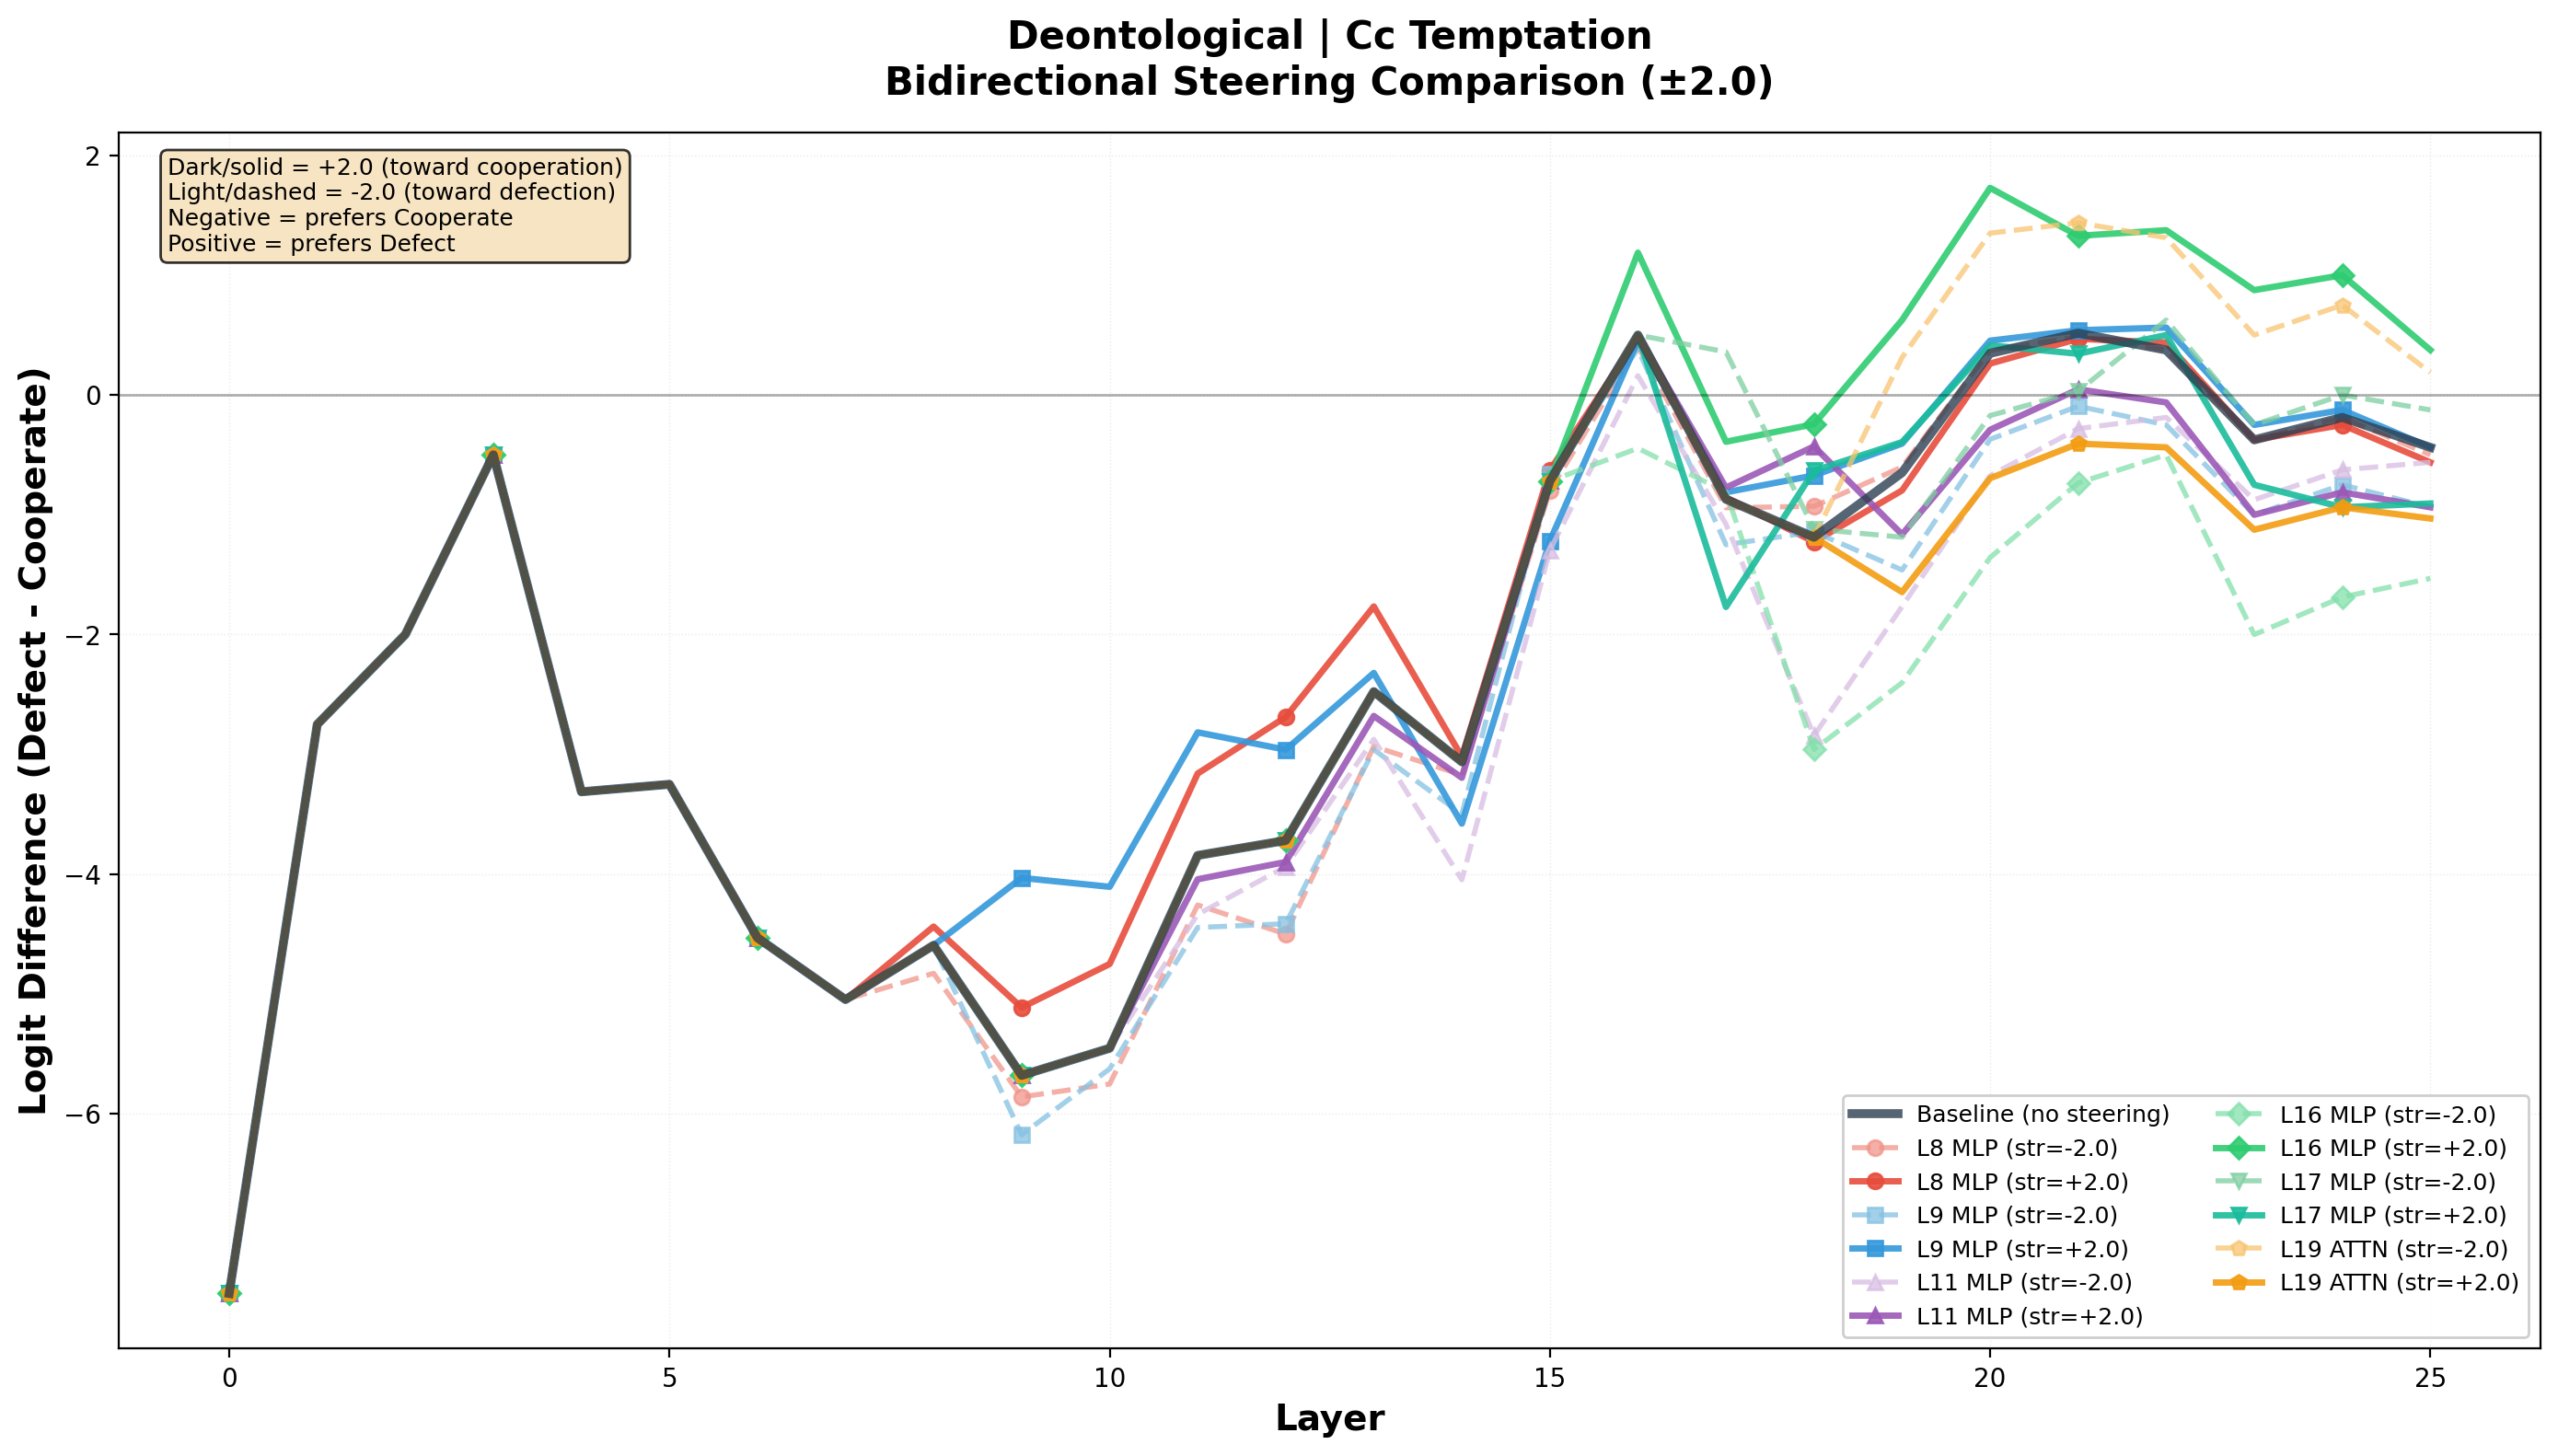 Deontological | Cc Temptation
Bidirectional Steering Comparison (±2.0)
Dark/solid = +2.0 (toward cooperation)
Light/dashed = -2.0 (toward defection)
Negative = prefers Cooperate
Positive = prefers Defect
Logit Difference (Defect - Cooperate)
2
0
−2
−4
−6
0
5
10
15
20
25
Layer
Baseline (no steering)
L8 MLP (str=-2.0)
L8 MLP (str=+2.0)
L9 MLP (str=-2.0)
L9 MLP (str=+2.0)
L11 MLP (str=-2.0)
L11 MLP (str=+2.0)
L16 MLP (str=-2.0)
L16 MLP (str=+2.0)
L17 MLP (str=-2.0)
L17 MLP (str=+2.0)
L19 ATTN (str=-2.0)
L19 ATTN (str=+2.0)